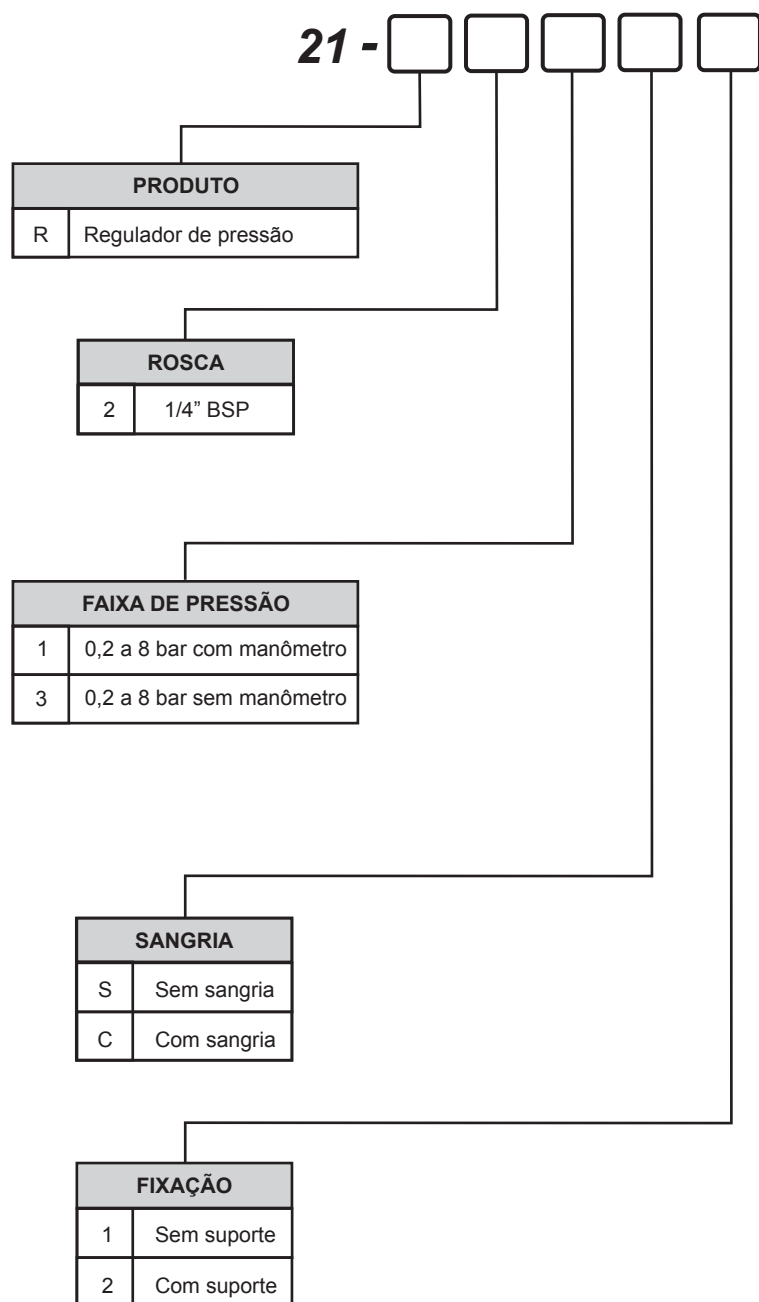 21 -
PRODUTO
R Regulador de pressão
ROSCA
2 1/4” BSP
FAIXA DE PRESSÃO
1 0,2 a 8 bar com manômetro
3 0,2 a 8 bar sem manômetro
SANGRIA
S Sem sangria
C Com sangria
FIXAÇÃO
1 Sem suporte
2 Com suporte